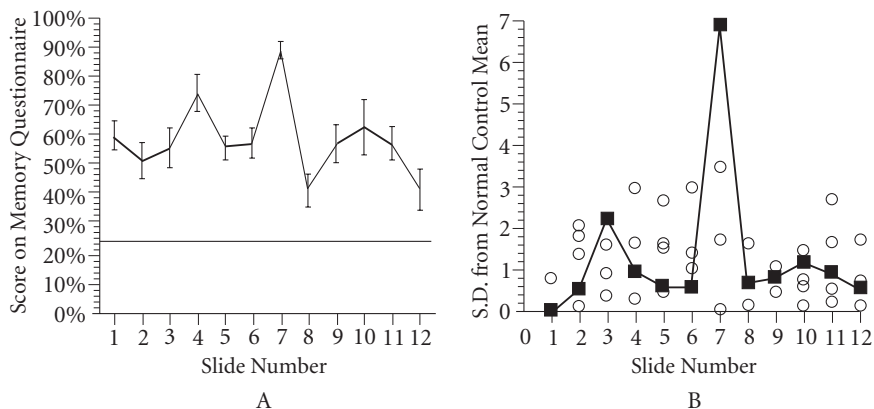 Score on Memory Questionnaire
100%
90%
80%
70%
60%
50%
40%
30%
20%
10%
0%
1 2 3 4 5 6 7 8 9 10 11 12
Slide Number
A
S.D. from Normal Control Mean
7
6
5
4
3
2
1
0
0 1 2 3 4 5 6 7 8 9 10 11 12
Slide Number
B